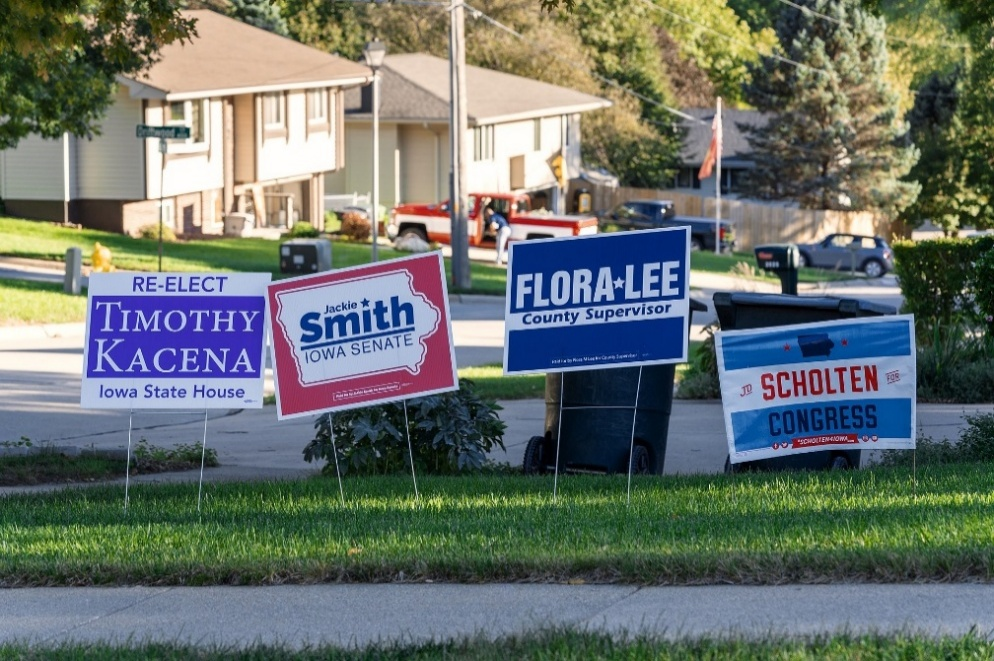 RE-ELECT
TIMOTHY
KACENA
Iowa State House
Jackie
Smith
IOWA SENATE
FLORA LEE
County Supervisor
JD SCHOLTEN FOR
CONGRESS